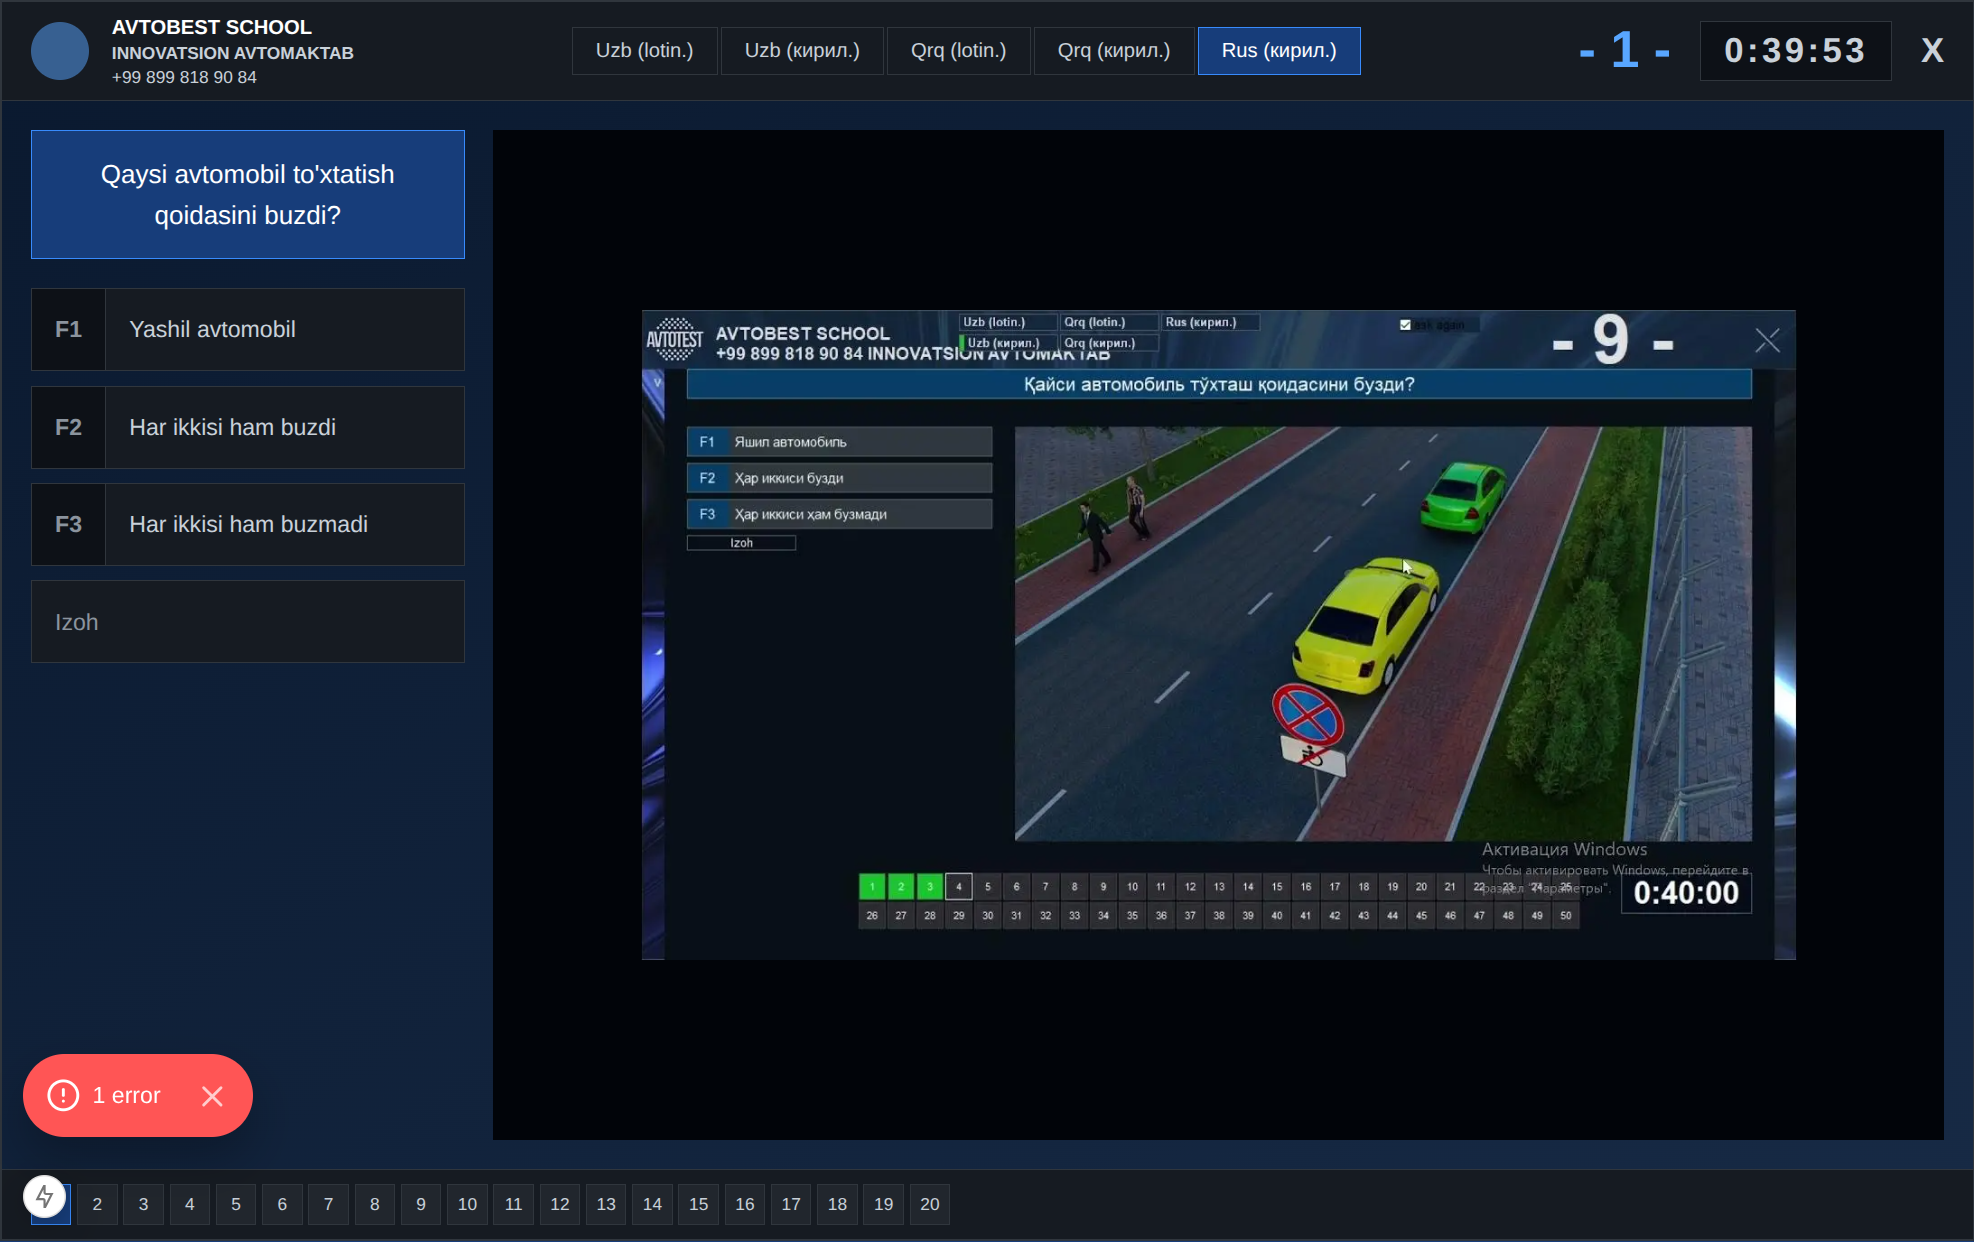 AVTOBEST SCHOOL
INNOVATSION AVTOMAKTAB
+99 899 818 90 84
Uzb (lotin.)
Uzb (кирил.)
Qrq (lotin.)
Qrq (кирил.)
Rus (кирил.)
- 1 -
0:39:53
X
Qaysi avtomobil to'xtatish
qoidasini buzdi?
F1 Yashil avtomobil
F2 Har ikkisi ham buzdi
F3 Har ikkisi ham buzmadi
Izoh
AVTOTEST
AVTOBEST SCHOOL
+99 899 818 90 84 INNOVATSION AVTOMAKTAB
Uzb (lotin.)
Qrq (lotin.)
Rus (кирил.)
Uzb (кирил.)
Qrq (кирил.)
again
- 9 -
Қайси автомобиль тўхташ қоидасини бузди?
F1 Яшил автомобиль
F2 Ҳар иккиси бузди
F3 Ҳар иккиси ҳам бузмади
Izoh
Активация Windows
Чтобы активировать Windows, перейдите в
раздел "Параметры".
1 2 3 4 5 6 7 8 9 10 11 12 13 14 15 16 17 18 19 20 21 22 23 24 25
26 27 28 29 30 31 32 33 34 35 36 37 38 39 40 41 42 43 44 45 46 47 48 49 50
0:40:00
1 error
2 3 4 5 6 7 8 9 10 11 12 13 14 15 16 17 18 19 20